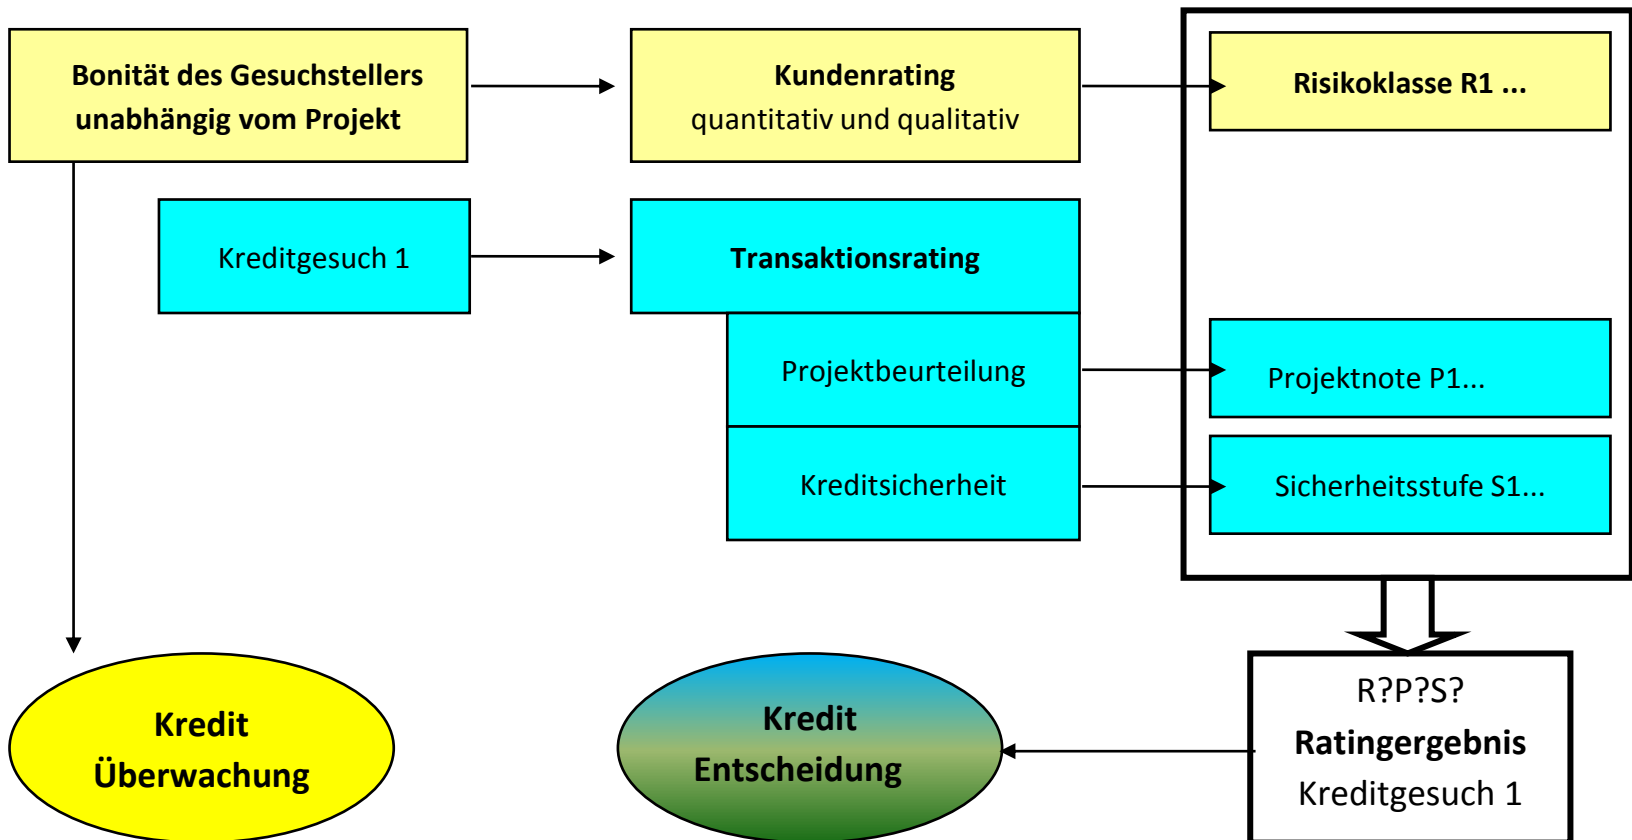 Bonität des Gesuchstellers
unabhängig vom Projekt
Kundenrating
quantitativ und qualitativ
Risikoklasse R1 ...
Kreditgesuch 1
Transaktionsrating
Projektbeurteilung
Projektnote P1...
Kreditsicherheit
Sicherheitsstufe S1...
Kredit
Überwachung
Kredit
Entscheidung
R?P?S?
Ratingergebnis
Kreditgesuch 1